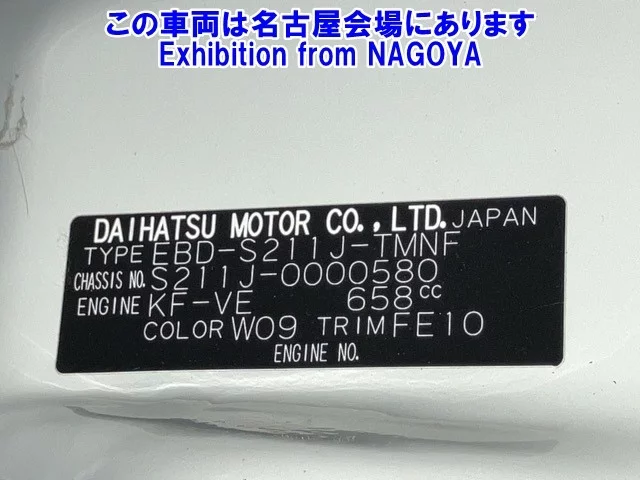 この車両は名古屋会場にあります
Exhibition from NAGOYA
DAIHATSU MOTOR CO., LTD. JAPAN
TYPE EBD-S211J-TMNF
CHASSIS NO. S211J-0000580
ENGINE KF-VE 658 CC
COLOR W09 TRIM FE10
ENGINE NO.